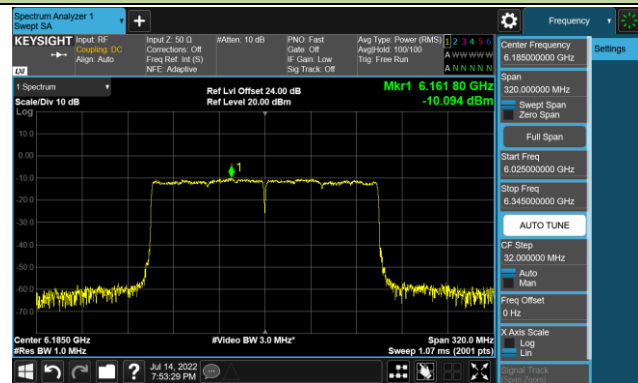 Spectrum Analyzer 1
Swept SA
Frequency
KEYSIGHT
Input: RF
Coupling: DC
Align: Auto
Input Z: 50 Ω
Corrections: Off
Freq Ref: Int (S)
NFE: Adaptive
#Atten: 10 dB
PNO: Fast
Gate: Off
IF Gain: Low
Sig Track: Off
Avg Type: Power (RMS)
Avg|Hold: 100/100
Trig: Free Run
1 2 3 4 5 6
A W W W W W
A N N N N N
LXI
1 Spectrum
Scale/Div 10 dB
Log
Ref Lvl Offset 24.00 dB
Ref Level 20.00 dBm
Mkr1 6.161 80 GHz
-10.094 dBm
10.0
0.00
-10.0
-20.0
-30.0
-40.0
-50.0
-60.0
-70.0
1
Center 6.1850 GHz
#Res BW 1.0 MHz
#Video BW 3.0 MHz*
Span 320.0 MHz
Sweep 1.07 ms (2001 pts)
Jul 14, 2022
7:53:29 PM
Center Frequency
6.185000000 GHz
Settings
Span
320.000000 MHz
Swept Span
Zero Span
Full Span
Start Freq
6.025000000 GHz
Stop Freq
6.345000000 GHz
AUTO TUNE
CF Step
32.000000 MHz
Auto
Man
Freq Offset
0 Hz
X Axis Scale
Log
Lin
Signal Track
(Span Zoom)